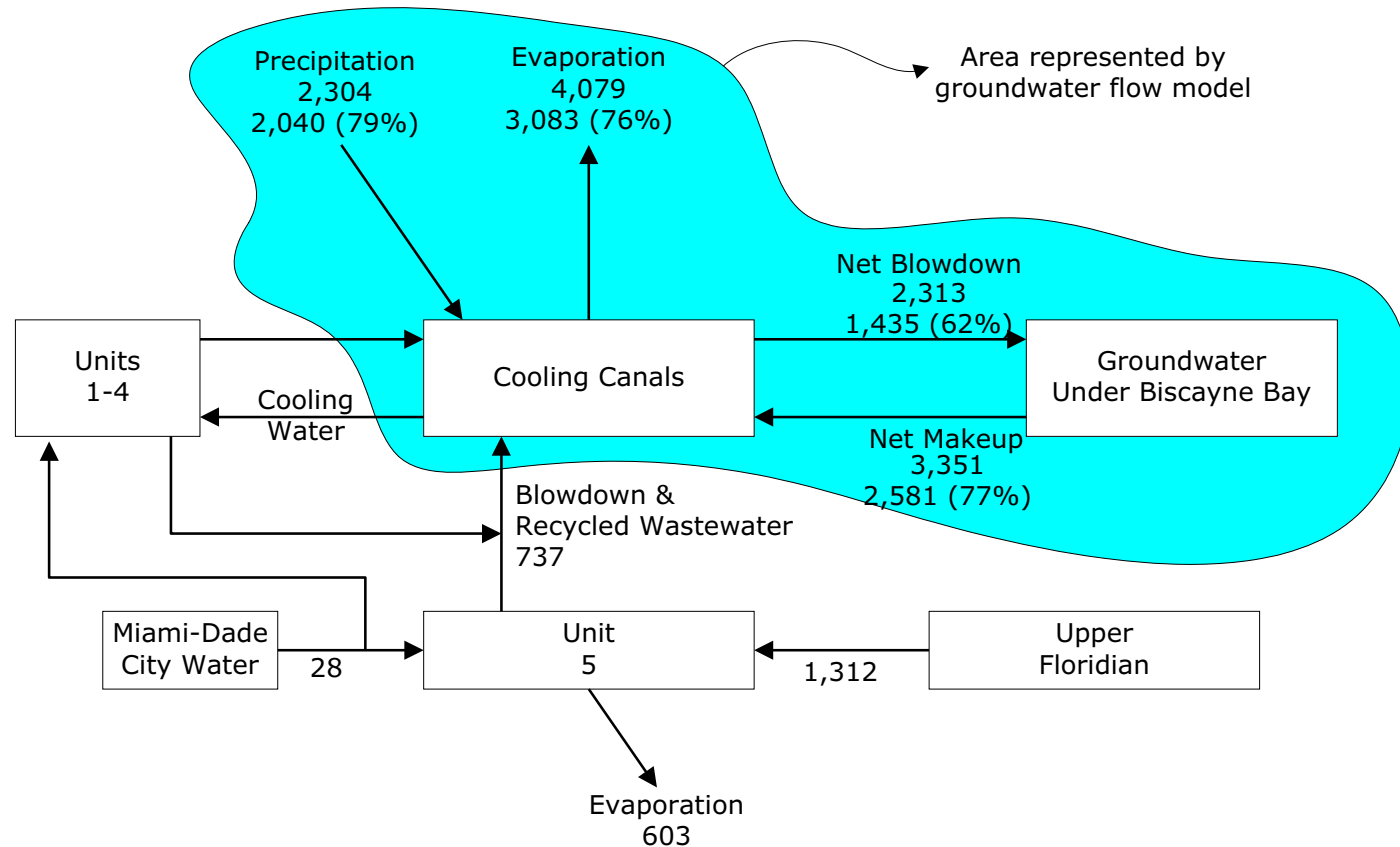 Precipitation
2,304
2,040 (79%)
Evaporation
4,079
3,083 (76%)
Area represented by
groundwater flow model
Net Blowdown
2,313
1,435 (62%)
Units
1-4
Cooling Canals
Groundwater
Under Biscayne Bay
Cooling
Water
Net Makeup
3,351
2,581 (77%)
Blowdown &
Recycled Wastewater
737
Miami-Dade
City Water
28
Unit
5
1,312
Upper
Floridian
Evaporation
603